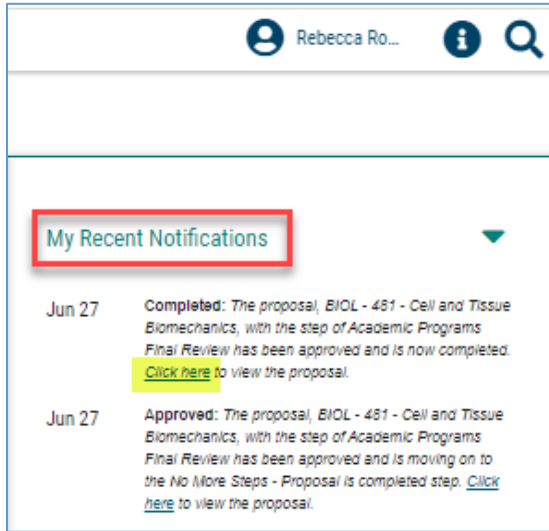 Rebecca Ro...
My Recent Notifications
Jun 27 Completed: The proposal, BIOL - 481 - Cell and Tissue
Biomechanics, with the step of Academic Programs
Final Review has been approved and is now completed.
Click here to view the proposal.
Jun 27 Approved: The proposal, BIOL - 481 - Cell and Tissue
Biomechanics, with the step of Academic Programs
Final Review has been approved and is moving on to
the No More Steps - Proposal is completed step. Click
here to view the proposal.